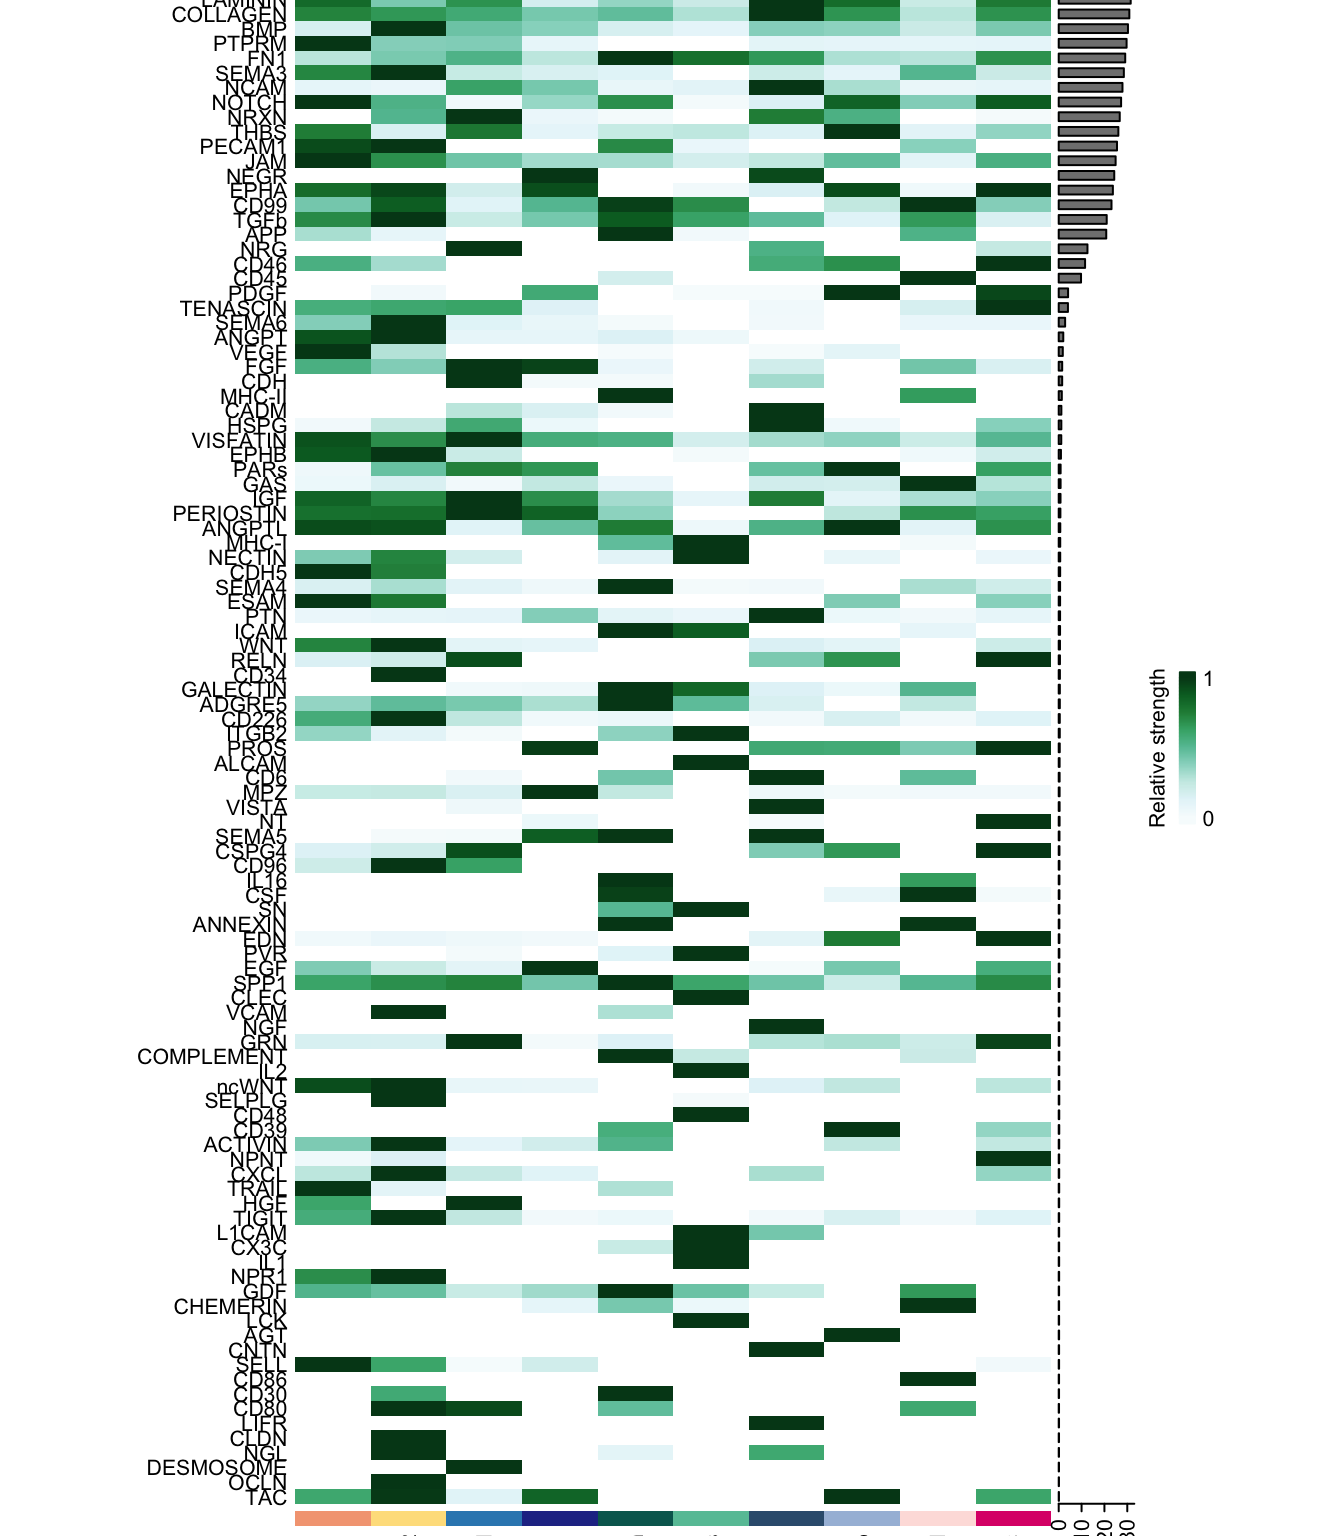 LAMININ
COLLAGEN
BMP
PTPRM
FN1
SEMA3
NCAM
NOTCH
NRXN
THBS
PECAM1
JAM
NEGR
EPHA
CD99
TGFb
APP
NRG
CD46
CD45
PDGF
TENASCIN
SEMA6
ANGPT
VEGF
FGF
CDH
MHC-II
CADM
HSPG
VISFATIN
EPHB
PARs
GAS
IGF
PERIOSTIN
ANGPTL
MHC-I
NECTIN
CDH5
SEMA4
ESAM
PTN
ICAM
WNT
RELN
CD34
GALECTIN
ADGRE5
CD226
ITGB2
PROS
ALCAM
CD6
MPZ
VISTA
NT
SEMA5
CSPG4
CD96
IL16
CSF
SN
ANNEXIN
EDN
PVR
EGF
SPP1
CLEC
VCAM
NGF
GRN
COMPLEMENT
IL2
ncWNT
SELPLG
CD48
CD39
ACTIVIN
NPNT
CXCL
TRAIL
HGF
TIGIT
L1CAM
CX3C
IL1
NPR1
GDF
CHEMERIN
LCK
AGT
CNTN
SELL
CD86
CD30
CD80
LIFR
CLDN
NGL
DESMOSOME
OCLN
TAC
Relative strength
1
0
0
10
20
30